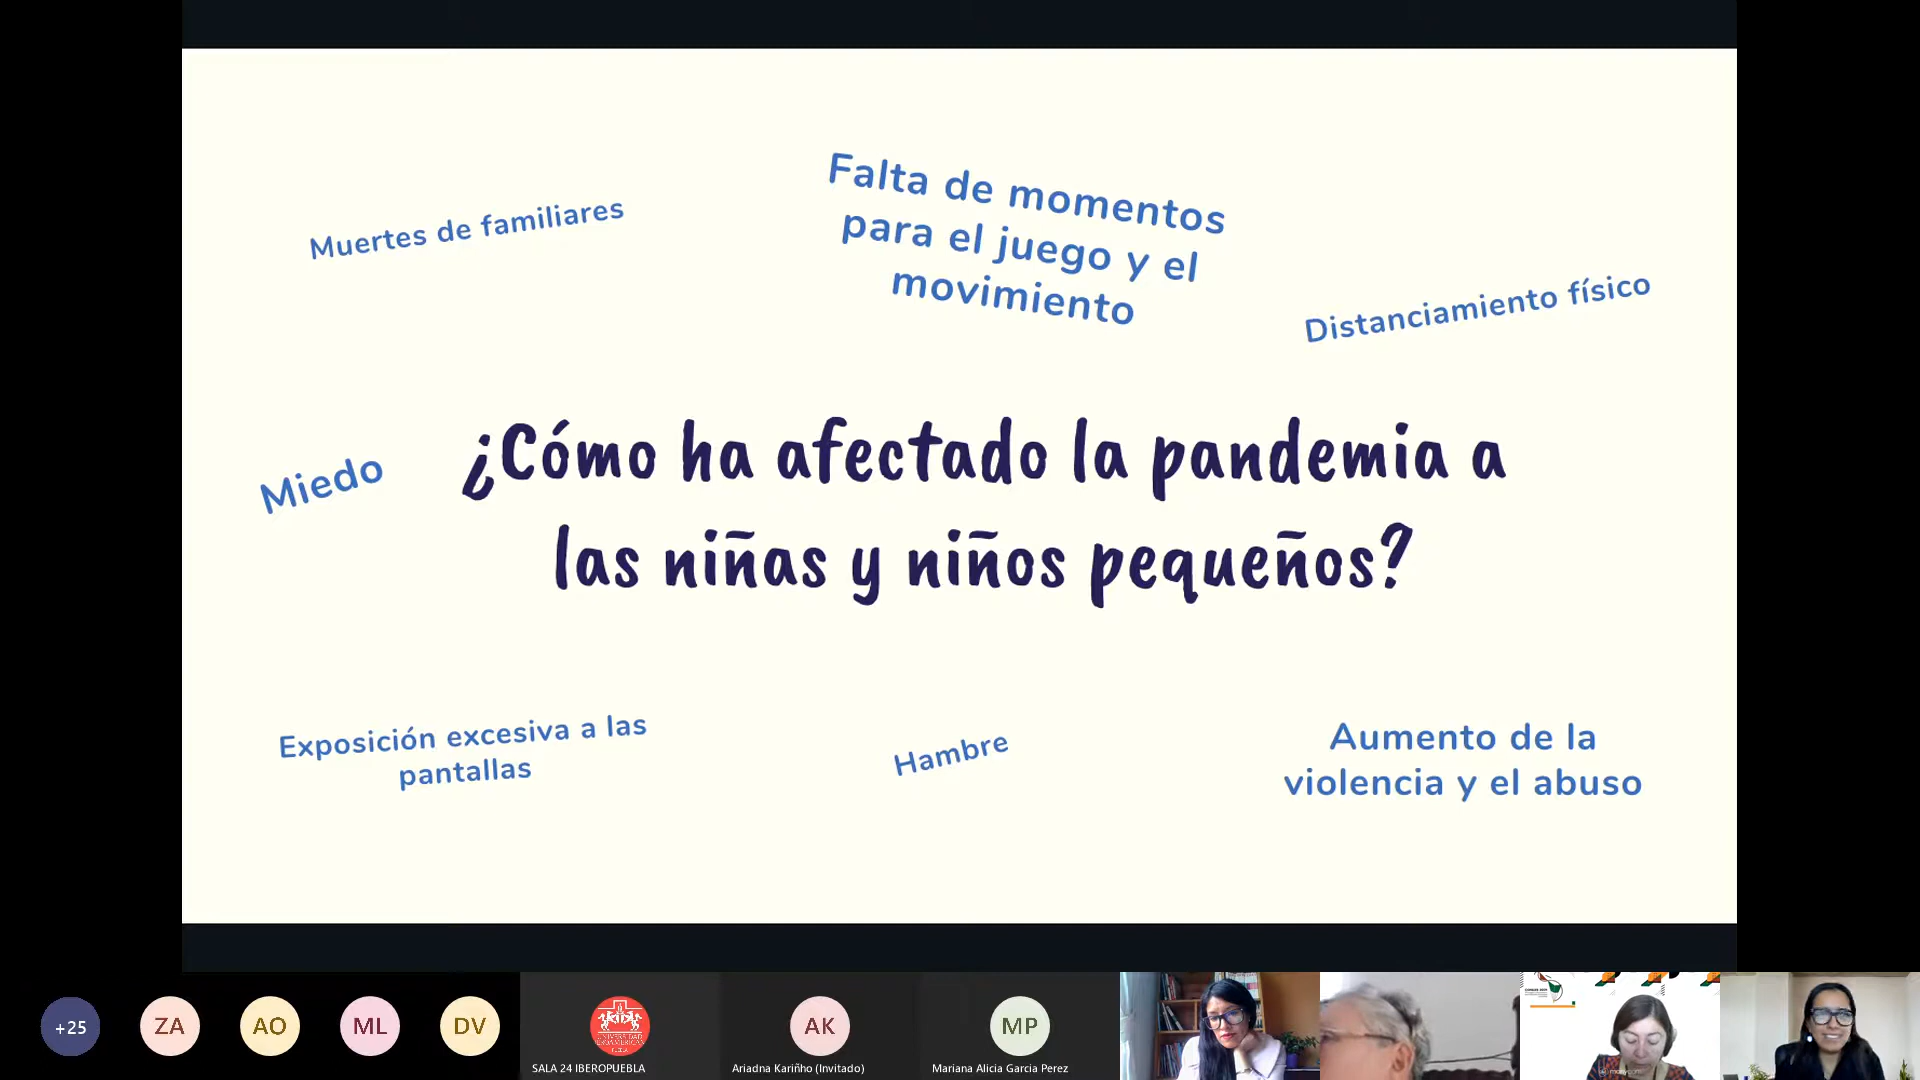 Muertes de familiares
Falta de momentos
para el juego y el
movimiento
Distanciamiento físico
Miedo
¿Cómo ha afectado la pandemia a
las niñas y niños pequeños?
Exposición excesiva a las
pantallas
Hambre
Aumento de la
violencia y el abuso
+25
ZA
AO
ML
DV
SALA 24 IBEROPUEBLA
AK
Ariadna Kariñho (Invitado)
MP
Mariana Alicia Garcia Perez